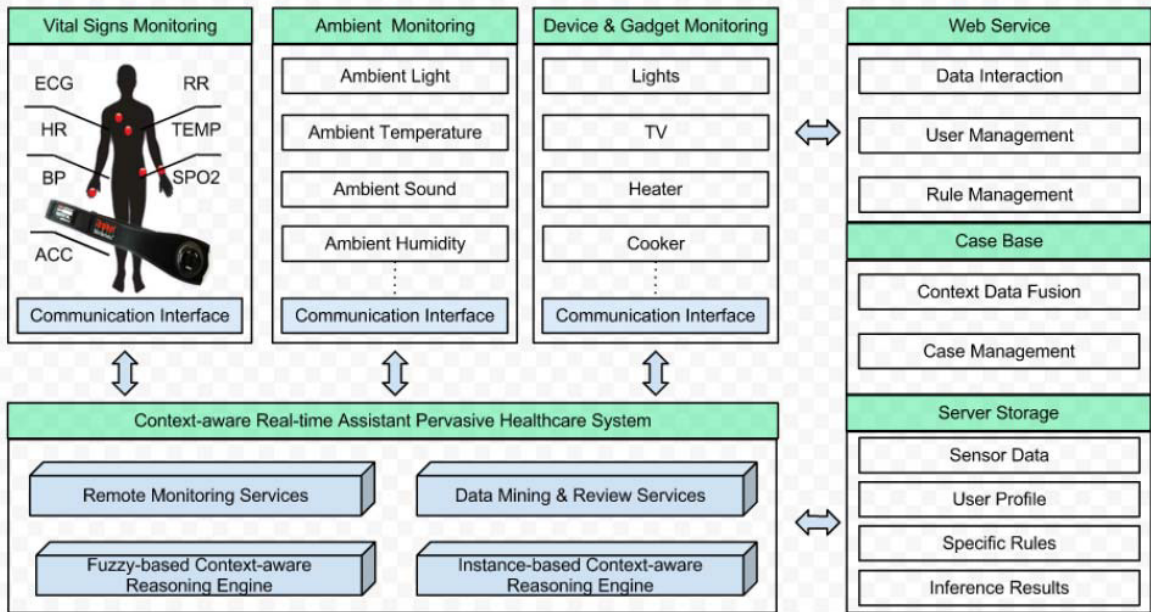 Vital Signs Monitoring
ECG
RR
HR
TEMP
BP
SPO2
ACC
Communication Interface
Ambient Monitoring
Ambient Light
Ambient Temperature
Ambient Sound
Ambient Humidity
Communication Interface
Device & Gadget Monitoring
Lights
TV
Heater
Cooker
Communication Interface
Web Service
Data Interaction
User Management
Rule Management
Case Base
Context Data Fusion
Case Management
Server Storage
Sensor Data
User Profile
Specific Rules
Inference Results
Context-aware Real-time Assistant Pervasive Healthcare System
Remote Monitoring Services
Data Mining & Review Services
Fuzzy-based Context-aware
Reasoning Engine
Instance-based Context-aware
Reasoning Engine